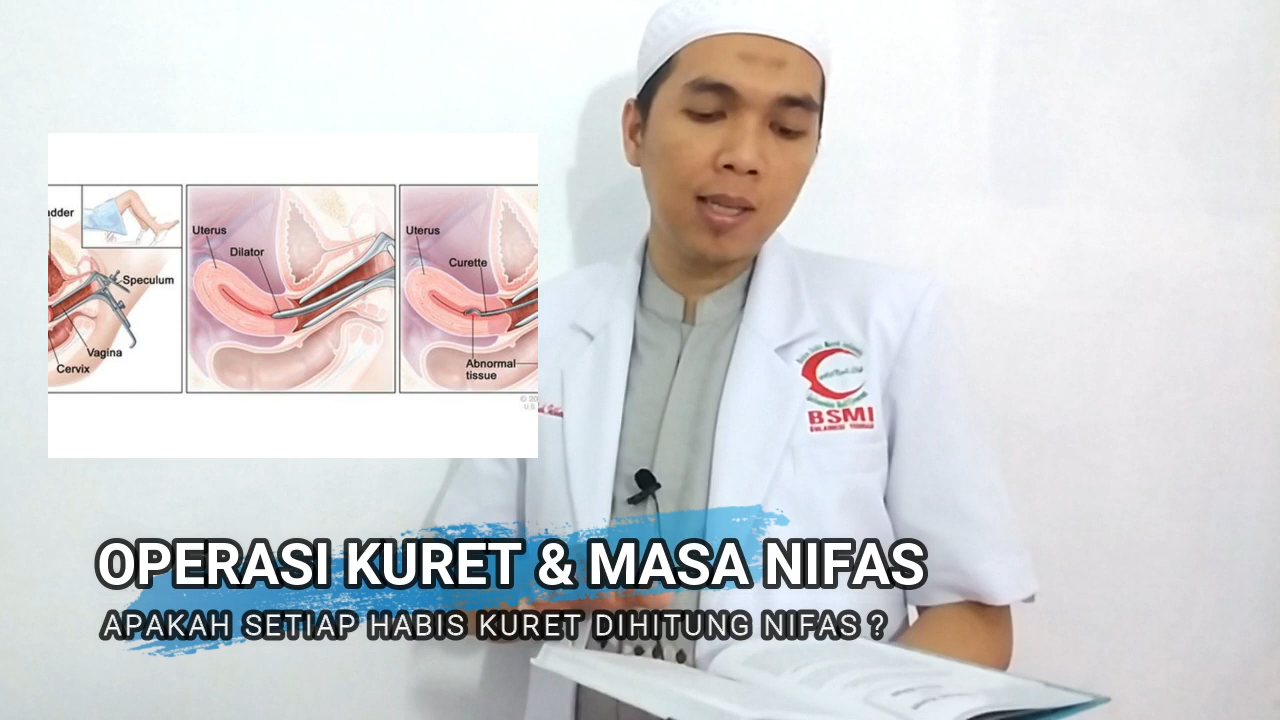 Uterus
Uterus
Dilator
Curette
Speculum
Vagina
Cervix
Abnormal
tissue
BSMI
OPERASI KURET & MASA NIFAS
APAKAH SETIAP HABIS KURET DIHITUNG NIFAS ?